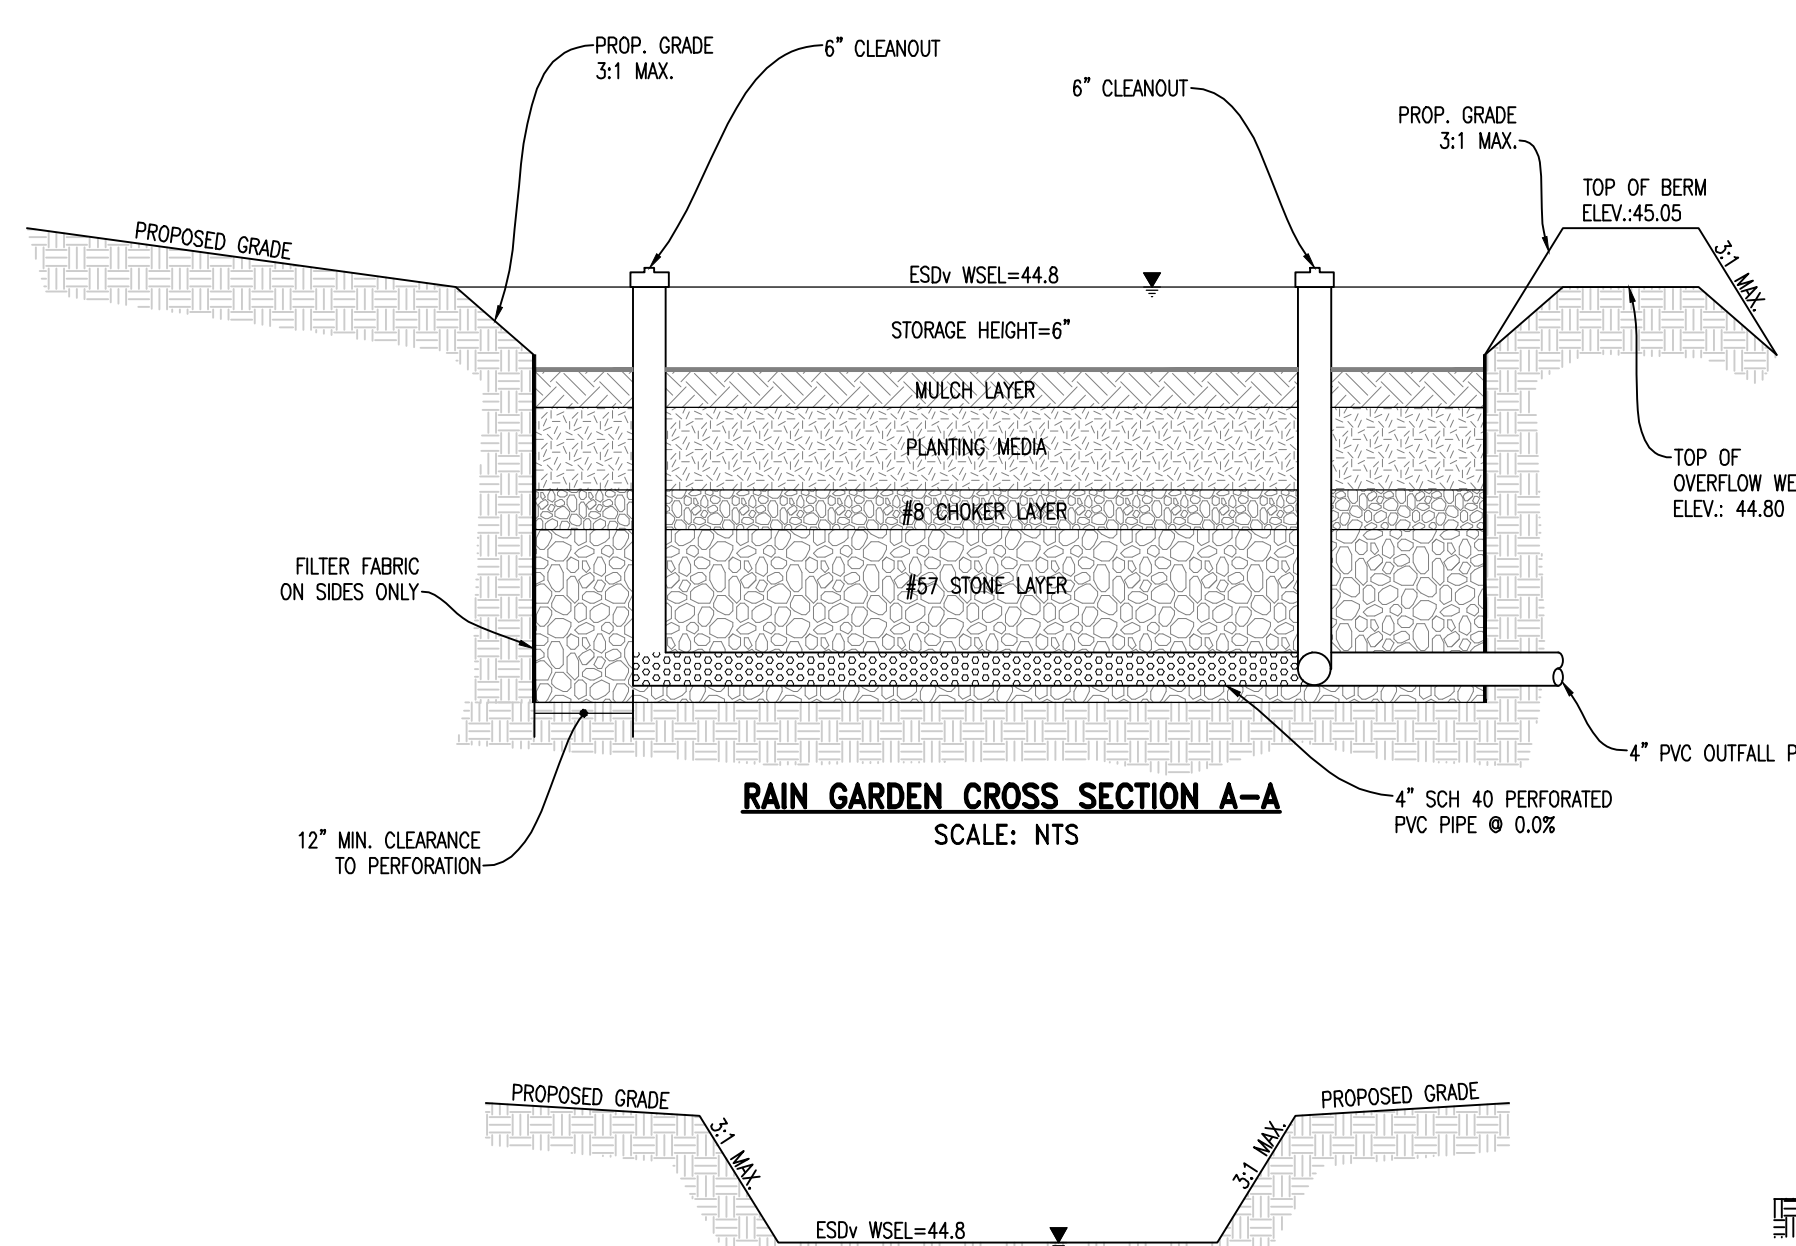 PROP. GRADE
3:1 MAX.
6" CLEANOUT
6" CLEANOUT
PROP. GRADE
3:1 MAX.
TOP OF BERM
ELEV.:45.05
PROPOSED GRADE
3:1 MAX.
ESDv WSEL=44.8
STORAGE HEIGHT=6"
MULCH LAYER
PLANTING MEDIA
TOP OF
OVERFLOW
ELEV.: 44.80
#8 CHOKER LAYER
FILTER FABRIC
ON SIDES ONLY
#57 STONE LAYER
4" PVC OUTFALL
RAIN GARDEN CROSS SECTION A-A
SCALE: NTS
4" SCH 40 PERFORATED
PVC PIPE @ 0.0%
12" MIN. CLEARANCE
TO PERFORATION
PROPOSED GRADE
PROPOSED GRADE
3:1 MAX.
3:1 MAX.
ESDv WSEL=44.8